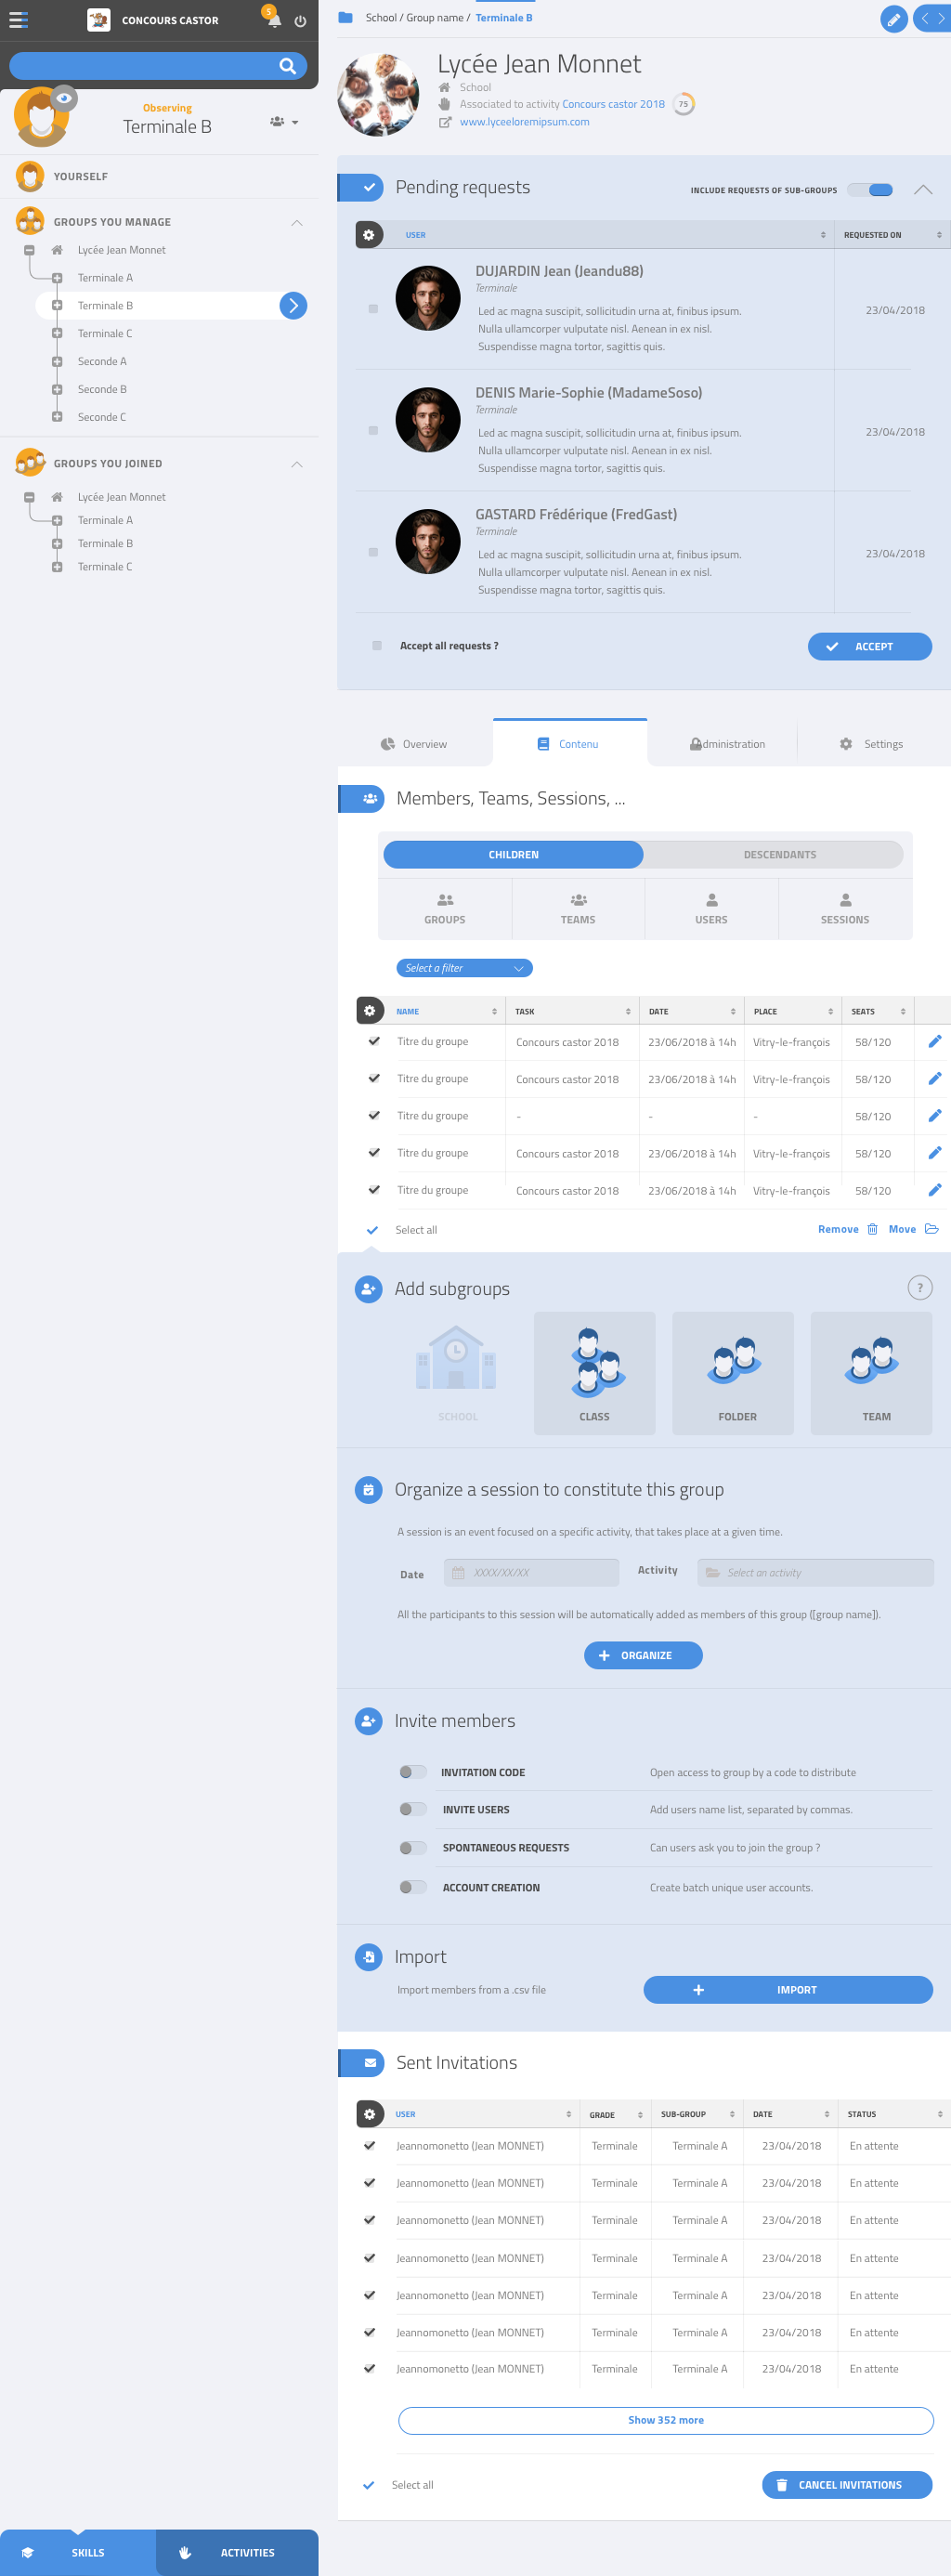 CONCOURS CASTOR
5
Observing
Terminale B
YOURSELF
GROUPS YOU MANAGE
Lycée Jean Monnet
Terminale A
Terminale B
Terminale C
Seconde A
Seconde B
Seconde C
GROUPS YOU JOINED
Lycée Jean Monnet
Terminale A
Terminale B
Terminale C
SKILLS
ACTIVITIES
School / Group name / Terminale B
Lycée Jean Monnet
School
Associated to activity Concours castor 2018 75
www.lyceeloremipsum.com
Pending requests
INCLUDE REQUESTS OF SUB-GROUPS
USER REQUESTED ON
DUJARDIN Jean (Jeandu88)
Terminale
Led ac magna suscipit, sollicitudin urna at, finibus ipsum.
Nulla ullamcorper vulputate nisl. Aenean in ex nisl.
Suspendisse magna tortor, sagittis quis.
23/04/2018
DENIS Marie-Sophie (MadameSoso)
Terminale
Led ac magna suscipit, sollicitudin urna at, finibus ipsum.
Nulla ullamcorper vulputate nisl. Aenean in ex nisl.
Suspendisse magna tortor, sagittis quis.
23/04/2018
GASTARD Frédérique (FredGast)
Terminale
Led ac magna suscipit, sollicitudin urna at, finibus ipsum.
Nulla ullamcorper vulputate nisl. Aenean in ex nisl.
Suspendisse magna tortor, sagittis quis.
23/04/2018
Accept all requests ? ACCEPT
Overview Contenu dministration Settings
Members, Teams, Sessions, ...
CHILDREN DESCENDANTS
GROUPS TEAMS USERS SESSIONS
Select a filter
NAME TASK DATE PLACE SEATS
Titre du groupe Concours castor 2018 23/06/2018 à 14h Vitry-le-françois 58/120
Titre du groupe Concours castor 2018 23/06/2018 à 14h Vitry-le-françois 58/120
Titre du groupe - - - 58/120
Titre du groupe Concours castor 2018 23/06/2018 à 14h Vitry-le-françois 58/120
Titre du groupe Concours castor 2018 23/06/2018 à 14h Vitry-le-françois 58/120
Select all Remove Move
Add subgroups ?
SCHOOL CLASS FOLDER TEAM
Organize a session to constitute this group
A session is an event focused on a specific activity, that takes place at a given time.
Date XXXX/XX/XX Activity Select an activity
All the participants to this session will be automatically added as members of this group ([group name]).
ORGANIZE
Invite members
INVITATION CODE Open access to group by a code to distribute
INVITE USERS Add users name list, separated by commas.
SPONTANEOUS REQUESTS Can users ask you to join the group ?
ACCOUNT CREATION Create batch unique user accounts.
Import
Import members from a .csv file IMPORT
Sent Invitations
USER GRADE SUB-GROUP DATE STATUS
Jeannomonetto (Jean MONNET) Terminale Terminale A 23/04/2018 En attente
Jeannomonetto (Jean MONNET) Terminale Terminale A 23/04/2018 En attente
Jeannomonetto (Jean MONNET) Terminale Terminale A 23/04/2018 En attente
Jeannomonetto (Jean MONNET) Terminale Terminale A 23/04/2018 En attente
Jeannomonetto (Jean MONNET) Terminale Terminale A 23/04/2018 En attente
Jeannomonetto (Jean MONNET) Terminale Terminale A 23/04/2018 En attente
Jeannomonetto (Jean MONNET) Terminale Terminale A 23/04/2018 En attente
Show 352 more
Select all CANCEL INVITATIONS